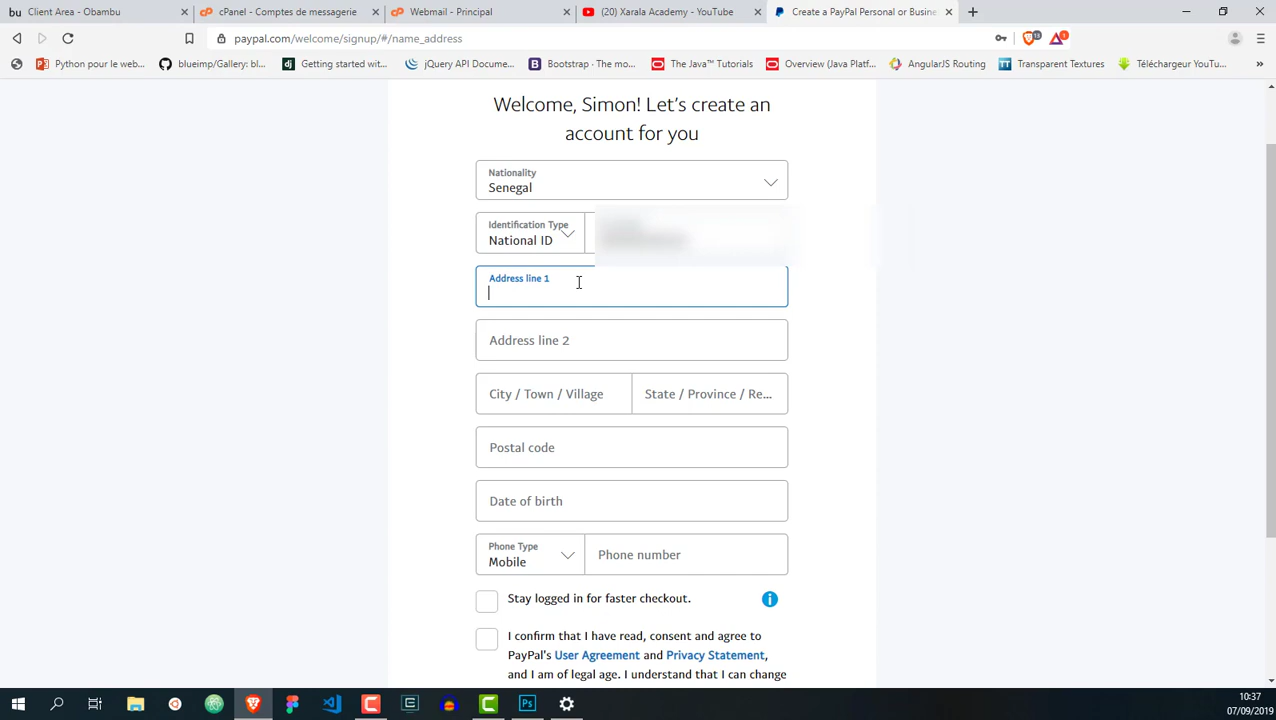 Client Area - Obambu
cPanel - Comptes de messagerie
Webmail - Principal
(20) Xarala Academy - YouTube
Create a PayPal Personal or Busine
paypal.com/welcome/signup/#/name_address
Python pour le web...
blueimp/Gallery: bl...
Getting started wit...
jQuery API Docume...
Bootstrap · The mo...
The Java™ Tutorials
Overview (Java Platf...
AngularJS Routing
Transparent Textures
Téléchargeur YouTu...
Welcome, Simon! Let's create an
account for you
Nationality
Senegal
Identification Type
National ID
Address line 1
Address line 2
City / Town / Village
State / Province / Re...
Postal code
Date of birth
Phone Type
Mobile
Phone number
Stay logged in for faster checkout.
I confirm that I have read, consent and agree to
PayPal's User Agreement and Privacy Statement,
and I am of legal age. I understand that I can change
10:37
07/09/2019